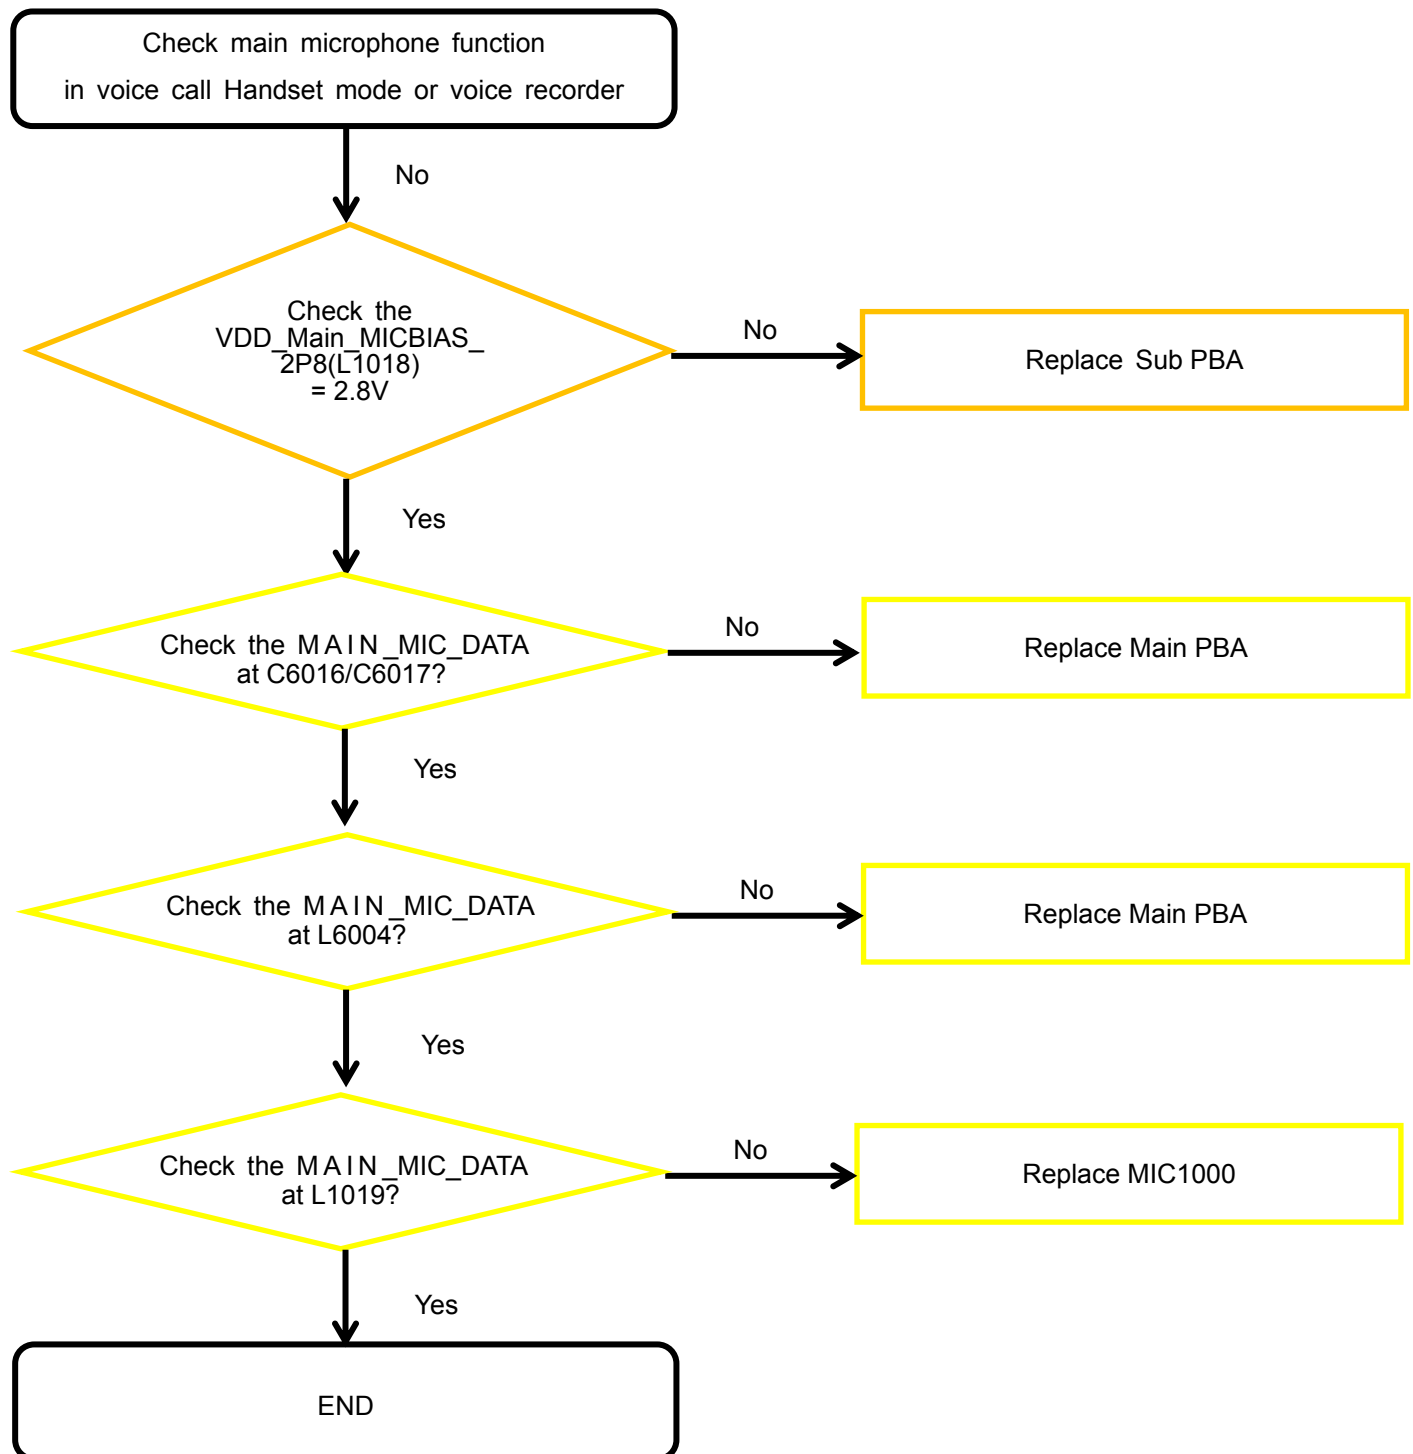 Check main microphone function
in voice call Handset mode or voice recorder
No
Check the
VDD_Main_MICBIAS_
2P8(L1018)
= 2.8V
No
Replace Sub PBA
Yes
Check the MAIN_MIC_DATA
at C6016/C6017?
No
Replace Main PBA
Yes
Check the MAIN_MIC_DATA
at L6004?
No
Replace Main PBA
Yes
Check the MAIN_MIC_DATA
at L1019?
No
Replace MIC1000
Yes
END